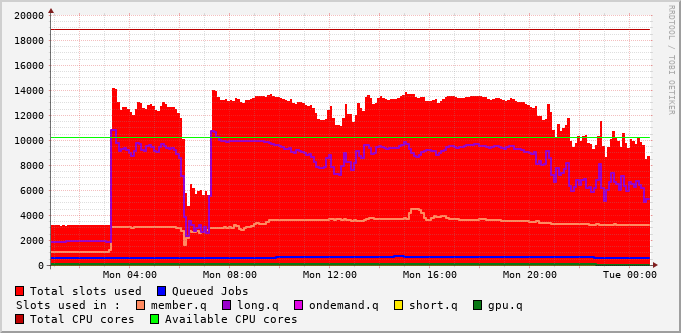 RRDTOOL / TOBI OETIKER
20000
18000
16000
14000
12000
10000
8000
6000
4000
2000
0
Mon 04:00 Mon 08:00 Mon 12:00 Mon 16:00 Mon 20:00 Tue 00:00
Total slots used Queued Jobs
Slots used in : member.q long.q ondemand.q short.q gpu.q
Total CPU cores Available CPU cores